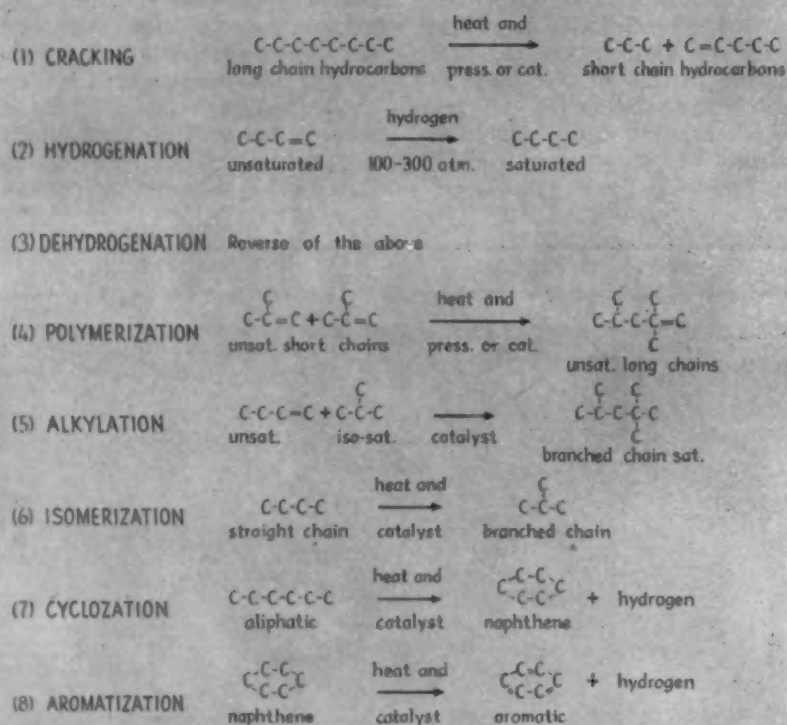 heat and
(1) CRACKING C-C-C-C-C-C-C-C C-C-C + C=C-C-C-C
long chain hydrocarbons press. or cat. short chain hydrocarbons
hydrogen
(2) HYDROGENATION C-C-C=C C-C-C-C
unsaturated 100-300 atm. saturated
(3) DEHYDROGENATION Reverse of the above
C C heat and C C
(4) POLYMERIZATION C-C=C + C-C=C C-C-C-C=C
unsat. short chains press. or cat. C
unsat. long chains
C C C
(5) ALKYLATION C-C-C=C + C-C-C C-C-C-C-C
unsat. iso-sat. catalyst C
branched chain sat.
heat and C
(6) ISOMERIZATION C-C-C-C C-C-C
straight chain catalyst branched chain
heat and C-C
(7) CYCLOZATION C-C-C-C-C-C C C + hydrogen
C-C
aliphatic catalyst naphthene
C-C heat and C=C
(8) AROMATIZATION C C C C + hydrogen
C-C C-C
naphthene catalyst aromatic